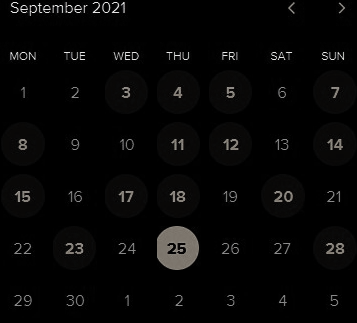 September 2021 < >
MON TUE WED THU FRI SAT SUN
1 2 3 4 5 6 7
8 9 10 11 12 13 14
15 16 17 18 19 20 21
22 23 24 25 26 27 28
29 30 1 2 3 4 5